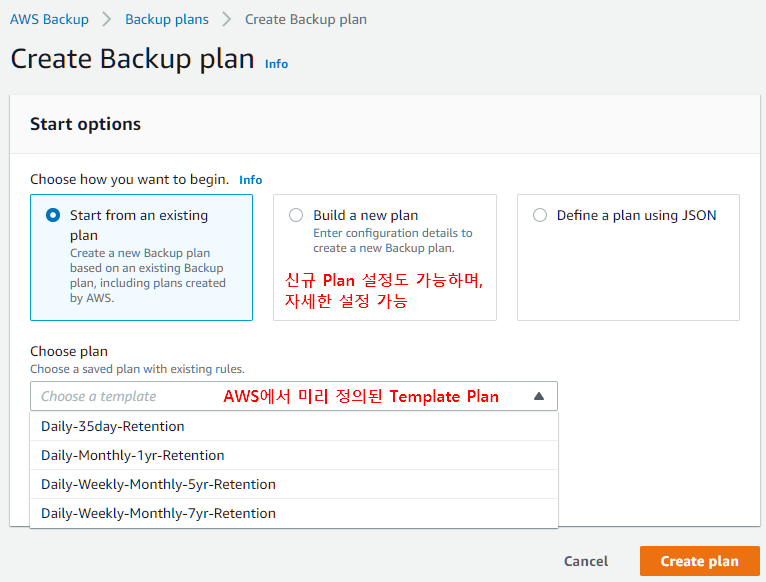 AWS Backup > Backup plans > Create Backup plan
Create Backup plan Info
Start options
Choose how you want to begin. Info
Start from an existing
plan
Create a new Backup plan
based on an existing Backup
plan, including plans created
by AWS.
Build a new plan
Enter configuration details to
create a new Backup plan.
신규 Plan 설정도 가능하며,
자세한 설정 가능
Define a plan using JSON
Choose plan
Choose a saved plan with existing rules.
Choose a template AWS에서 미리 정의된 Template Plan
Daily-35day-Retention
Daily-Monthly-1yr-Retention
Daily-Weekly-Monthly-5yr-Retention
Daily-Weekly-Monthly-7yr-Retention
Cancel Create plan